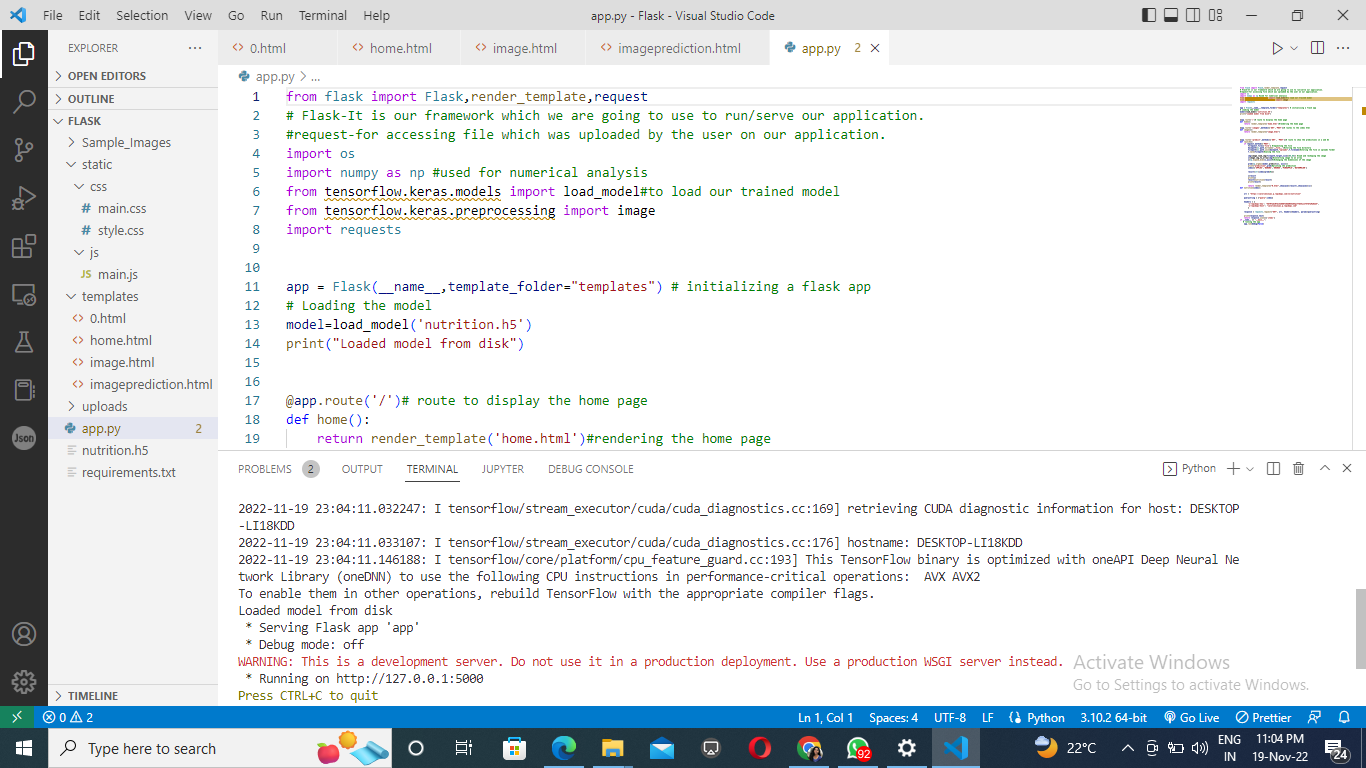 File Edit Selection View Go Run Terminal Help app.py - Flask - Visual Studio Code
EXPLORER
OPEN EDITORS
OUTLINE
FLASK
Sample_Images
static
css
# main.css
# style.css
js
JS main.js
templates
<> 0.html
<> home.html
<> image.html
<> imageprediction.html
uploads
app.py 2
nutrition.h5
requirements.txt
TIMELINE
<> 0.html <> home.html <> image.html <> imageprediction.html app.py 2
app.py > ...
1 from flask import Flask,render_template,request
2 # Flask-It is our framework which we are going to use to run/serve our application.
3 #request-for accessing file which was uploaded by the user on our application.
4 import os
5 import numpy as np #used for numerical analysis
6 from tensorflow.keras.models import load_model#to load our trained model
7 from tensorflow.keras.preprocessing import image
8 import requests
9
10
11 app = Flask(__name__,template_folder="templates") # initializing a flask app
12 # Loading the model
13 model=load_model('nutrition.h5')
14 print("Loaded model from disk")
15
16
17 @app.route('/')# route to display the home page
18 def home():
19 return render_template('home.html')#rendering the home page
PROBLEMS 2 OUTPUT TERMINAL JUPYTER DEBUG CONSOLE Python
2022-11-19 23:04:11.032247: I tensorflow/stream_executor/cuda/cuda_diagnostics.cc:169] retrieving CUDA diagnostic information for host: DESKTOP
-LI18KDD
2022-11-19 23:04:11.033107: I tensorflow/stream_executor/cuda/cuda_diagnostics.cc:176] hostname: DESKTOP-LI18KDD
2022-11-19 23:04:11.146188: I tensorflow/core/platform/cpu_feature_guard.cc:193] This TensorFlow binary is optimized with oneAPI Deep Neural Ne
twork Library (oneDNN) to use the following CPU instructions in performance-critical operations:  AVX AVX2
To enable them in other operations, rebuild TensorFlow with the appropriate compiler flags.
Loaded model from disk
* Serving Flask app 'app'
* Debug mode: off
WARNING: This is a development server. Do not use it in a production deployment. Use a production WSGI server instead.
* Running on http://127.0.0.1:5000
Press CTRL+C to quit
Activate Windows
Go to Settings to activate Windows.
0 2 Ln 1, Col 1 Spaces: 4 UTF-8 LF Python 3.10.2 64-bit Go Live Prettier
Json
Type here to search 92 22°C ENG 11:04 PM
IN 19-Nov-22 24